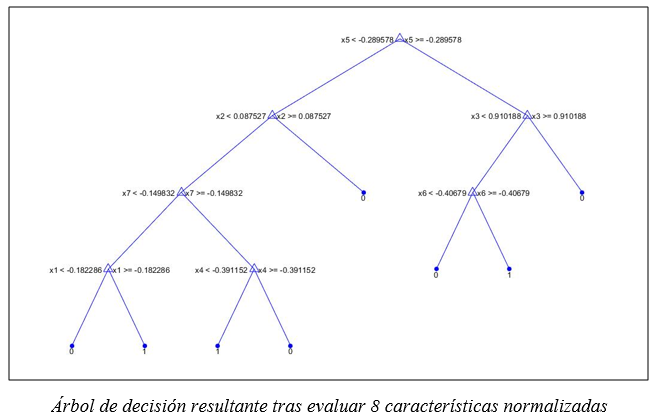 x5 < -0.289578 x5 >= -0.289578
x2 < 0.087527 x2 >= 0.087527 x3 < 0.910188 x3 >= 0.910188
x7 < -0.149832 x7 >= -0.149832 0 x6 < -0.40679 x6 >= -0.40679 0
x1 < -0.182286 x1 >= -0.182286 x4 < -0.391152 x4 >= -0.391152 0 1
0 1 1 0
Árbol de decisión resultante tras evaluar 8 características normalizadas